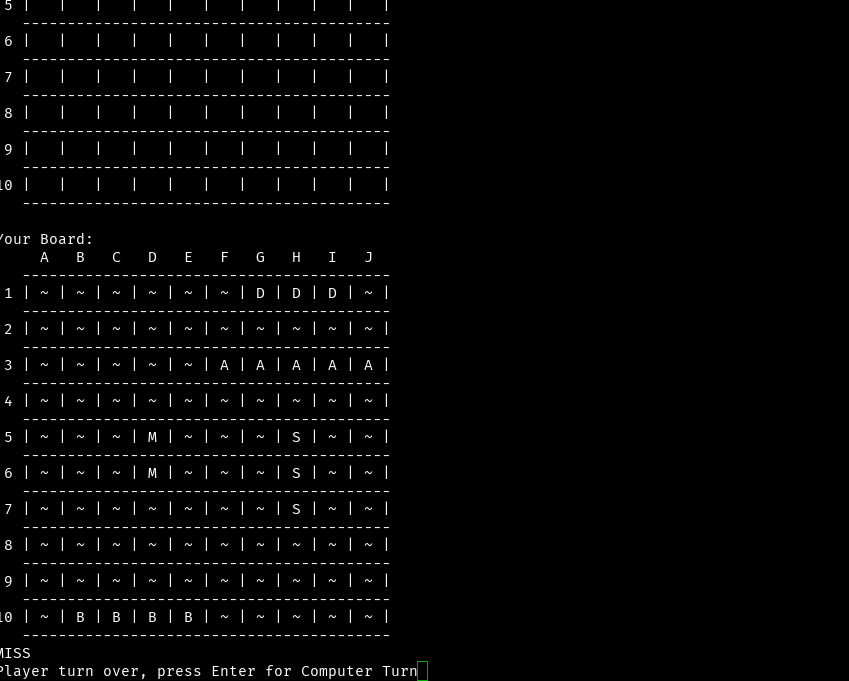 5 |   |   |   |   |   |   |   |   |   |   |
  -----------------------------------------
6 |   |   |   |   |   |   |   |   |   |   |
  -----------------------------------------
7 |   |   |   |   |   |   |   |   |   |   |
  -----------------------------------------
8 |   |   |   |   |   |   |   |   |   |   |
  -----------------------------------------
9 |   |   |   |   |   |   |   |   |   |   |
  -----------------------------------------
10 |   |   |   |   |   |   |   |   |   |   |
  -----------------------------------------
Your Board:
    A   B   C   D   E   F   G   H   I   J
  -----------------------------------------
1 | ~ | ~ | ~ | ~ | ~ | ~ | D | D | D | ~ |
  -----------------------------------------
2 | ~ | ~ | ~ | ~ | ~ | ~ | ~ | ~ | ~ | ~ |
  -----------------------------------------
3 | ~ | ~ | ~ | ~ | ~ | A | A | A | A | A |
  -----------------------------------------
4 | ~ | ~ | ~ | ~ | ~ | ~ | ~ | ~ | ~ | ~ |
  -----------------------------------------
5 | ~ | ~ | ~ | M | ~ | ~ | ~ | S | ~ | ~ |
  -----------------------------------------
6 | ~ | ~ | ~ | M | ~ | ~ | ~ | S | ~ | ~ |
  -----------------------------------------
7 | ~ | ~ | ~ | ~ | ~ | ~ | ~ | S | ~ | ~ |
  -----------------------------------------
8 | ~ | ~ | ~ | ~ | ~ | ~ | ~ | ~ | ~ | ~ |
  -----------------------------------------
9 | ~ | ~ | ~ | ~ | ~ | ~ | ~ | ~ | ~ | ~ |
  -----------------------------------------
10 | ~ | B | B | B | B | ~ | ~ | ~ | ~ | ~ |
  -----------------------------------------
MISS
Player turn over, press Enter for Computer Turn